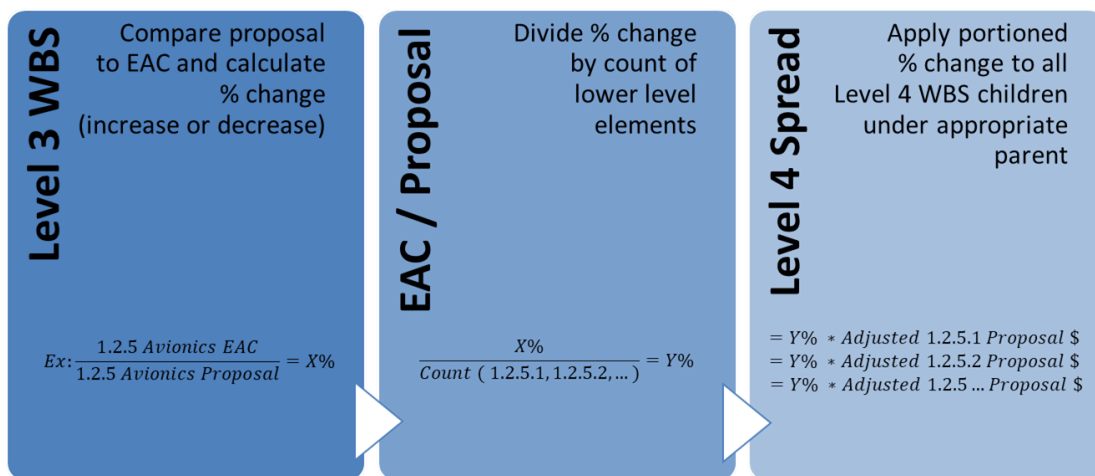 Level 3 WBS
Compare proposal
to EAC and calculate
% change
(increase or decrease)
Ex: 1.2.5 Avionics EAC / 1.2.5 Avionics Proposal = X%
EAC / Proposal
Divide % change
by count of
lower level
elements
X% / Count ( 1.2.5.1, 1.2.5.2, ... ) = Y%
Level 4 Spread
Apply portioned
% change to all
Level 4 WBS children
under appropriate
parent
= Y% * Adjusted 1.2.5.1 Proposal $
= Y% * Adjusted 1.2.5.2 Proposal $
= Y% * Adjusted 1.2.5 ... Proposal $